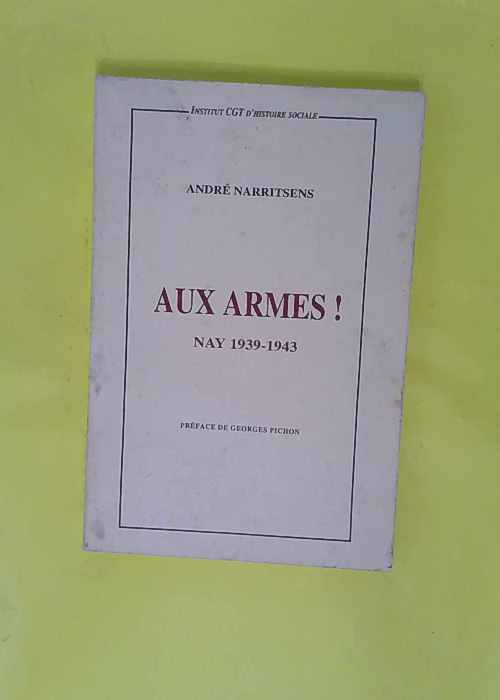 INSTITUT CGT D'HISTOIRE SOCIALE
ANDRÉ NARRITSENS
AUX ARMES !
NAY 1939-1943
PRÉFACE DE GEORGES PICHON